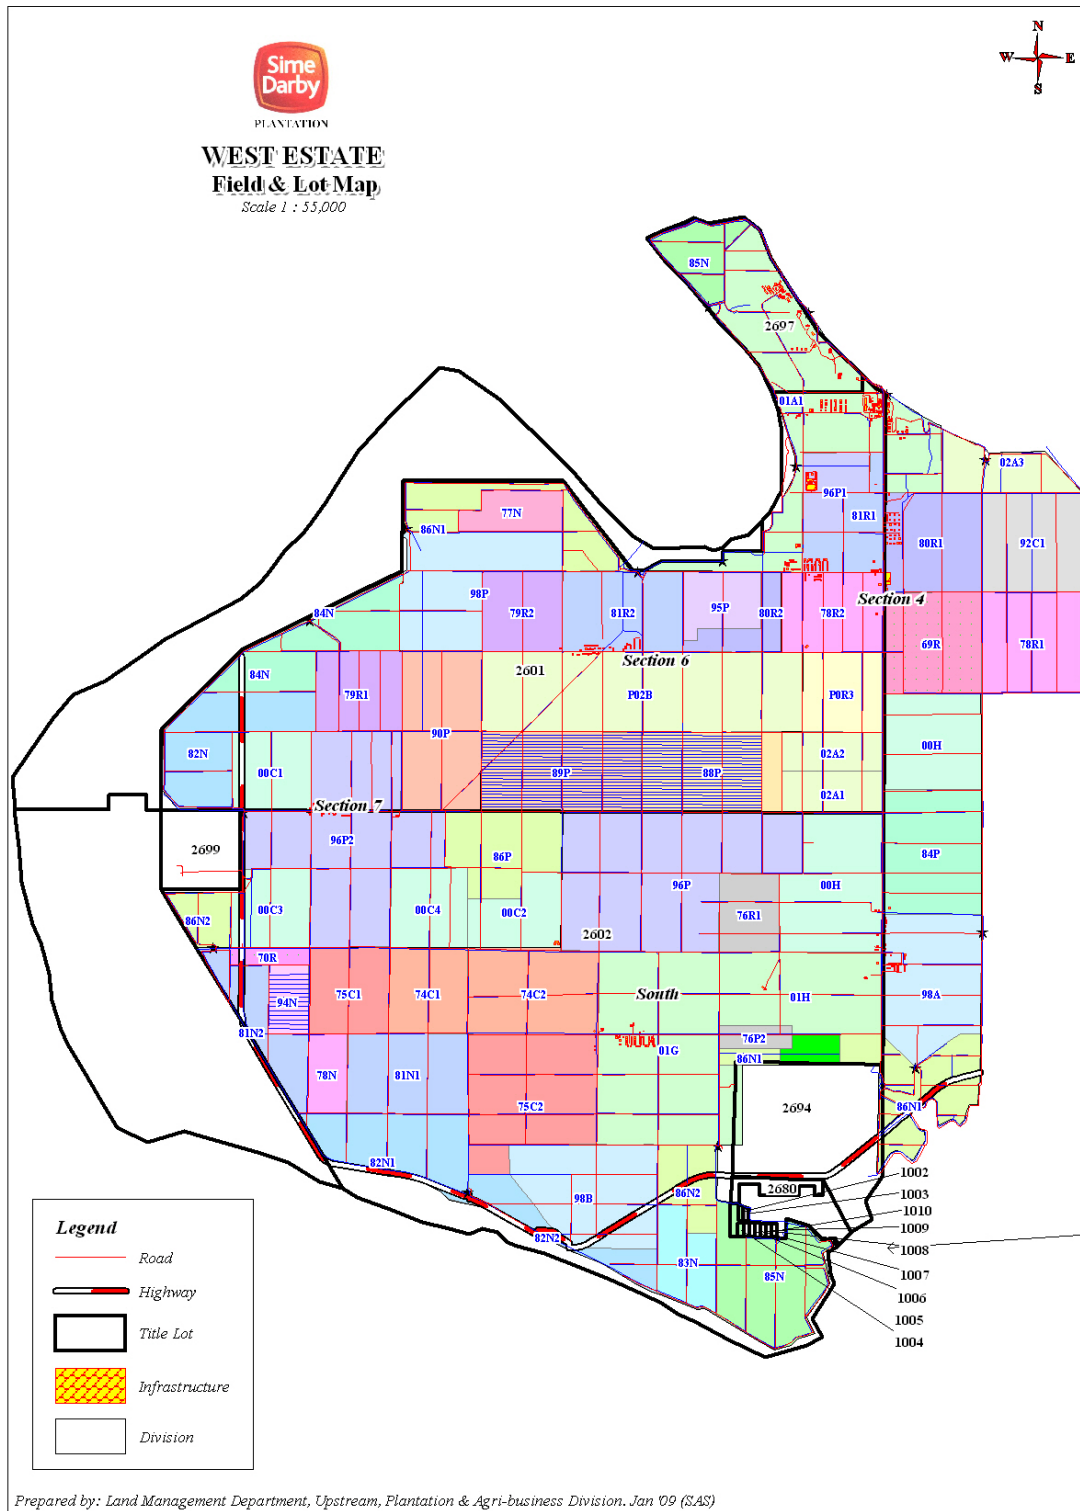 N
W E
S
Sime
Darby
PLANTATION
WEST ESTATE
Field & Lot Map
Scale 1 : 55,000
85N
2697
01A1
02A3
96P1
77N
81R1
86N1
80R1
92C1
98P
84N
79R2
81R2
95P
80R2
78R2
Section 4
69R
78R1
84N
2601
Section 6
79R1
P02B
P0R3
90P
82N
00C1
89P
88P
02A2
00H
02A1
Section 7
96P2
2699
86P
84P
96P
00H
00C3
00C4
00C2
76R1
86N2
2602
70R
75C1
74C1
74C2
South
01H
98A
94N
81N2
76P2
01G
86N1
78N
81N1
75C2
2694
86N1
82N1
1002
2680
86N2
1003
98B
1010
1009
82N2
1008
83N
85N
1007
1006
1005
1004
Legend
Road
Highway
Title Lot
Infrastructure
Division
Prepared by: Land Management Department, Upstream, Plantation & Agri-business Division. Jan '09 (SAS)